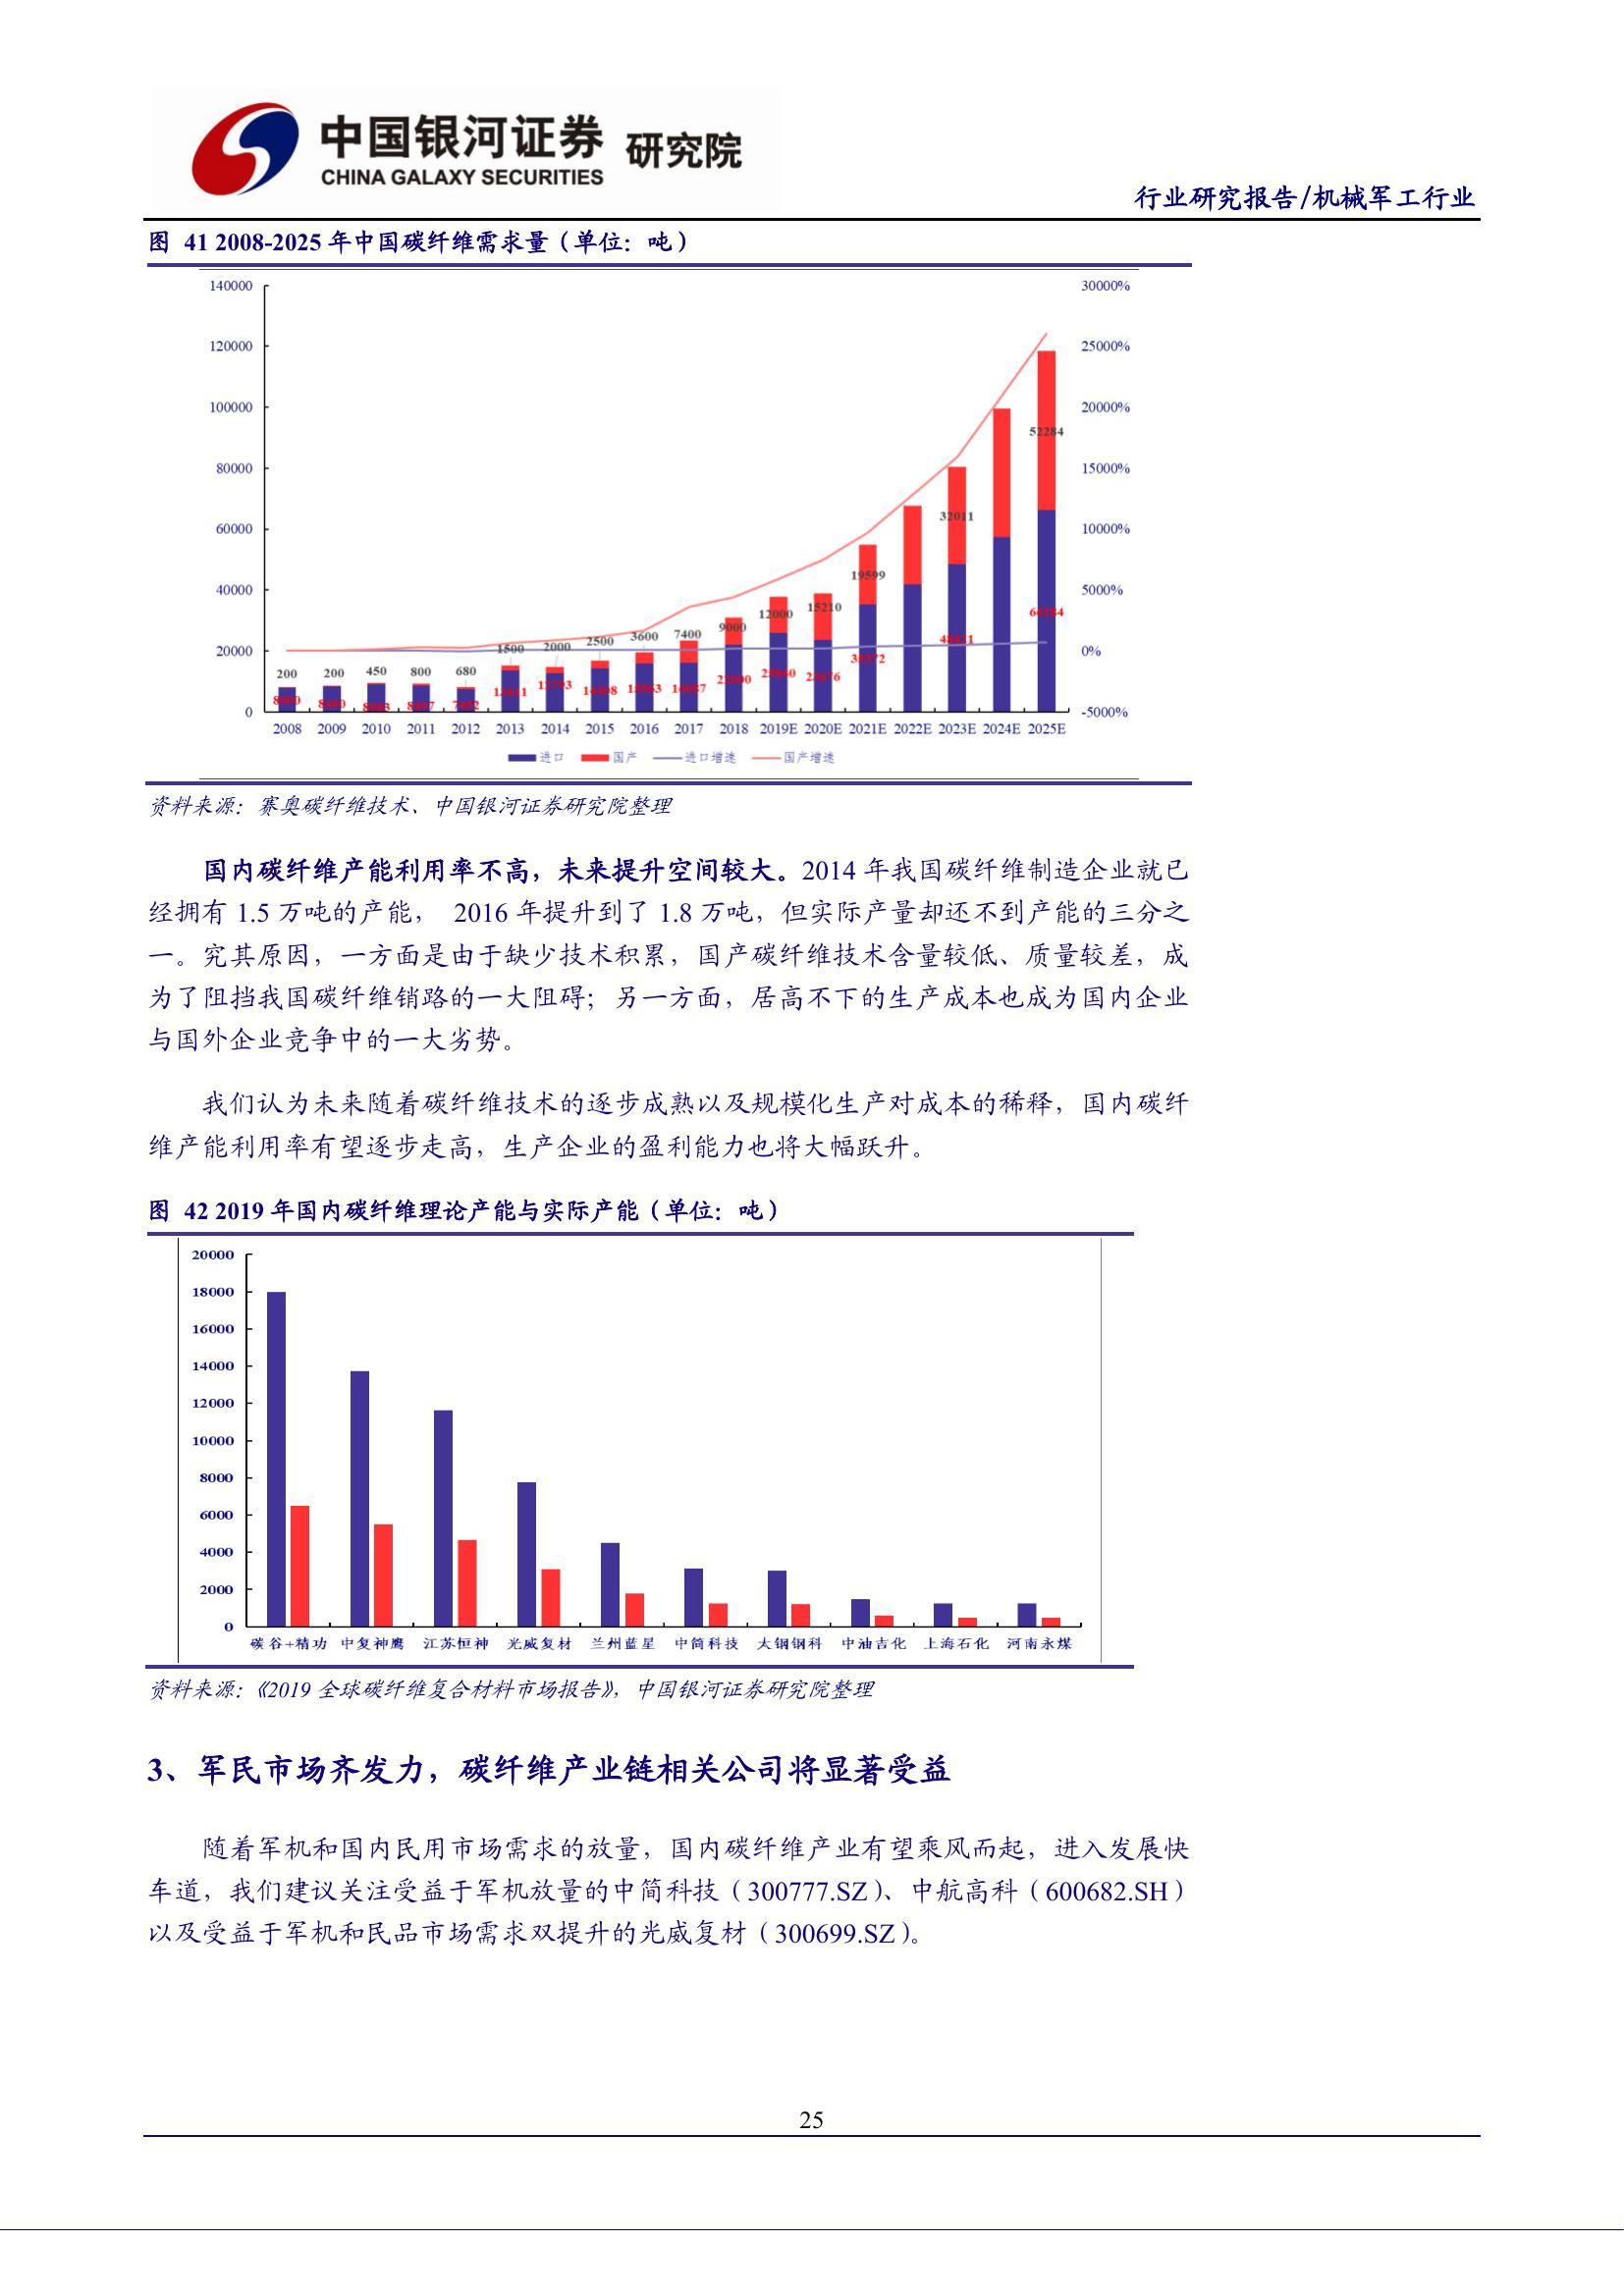 中国银河证券 研究院
CHINA GALAXY SECURITIES
行业研究报告/机械军工行业
图 41 2008-2025 年中国碳纤维需求量（单位：吨）
140000
120000
100000
80000
60000
40000
20000
0
30000%
25000%
20000%
15000%
10000%
5000%
0%
-5000%
200 200 450 800 680 1500 2000 2500 3600 7400 9000 12000 15210 19599 32011 52284
2008 2009 2010 2011 2012 2013 2014 2015 2016 2017 2018 2019E 2020E 2021E 2022E 2023E 2024E 2025E
进口 国产 进口增速 国产增速
资料来源：赛奥碳纤维技术、中国银河证券研究院整理
国内碳纤维产能利用率不高，未来提升空间较大。2014 年我国碳纤维制造企业就已
经拥有 1.5 万吨的产能， 2016 年提升到了 1.8 万吨，但实际产量却还不到产能的三分之
一。究其原因，一方面是由于缺少技术积累，国产碳纤维技术含量较低、质量较差，成
为了阻挡我国碳纤维销路的一大阻碍；另一方面，居高不下的生产成本也成为国内企业
与国外企业竞争中的一大劣势。
我们认为未来随着碳纤维技术的逐步成熟以及规模化生产对成本的稀释，国内碳纤
维产能利用率有望逐步走高，生产企业的盈利能力也将大幅跃升。
图 42 2019 年国内碳纤维理论产能与实际产能（单位：吨）
20000
18000
16000
14000
12000
10000
8000
6000
4000
2000
0
碳谷+精功 中复神鹰 江苏恒神 光威复材 兰州蓝星 中简科技 太钢钢科 中油吉化 上海石化 河南永煤
资料来源：《2019 全球碳纤维复合材料市场报告》，中国银河证券研究院整理
3、军民市场齐发力，碳纤维产业链相关公司将显著受益
随着军机和国内民用市场需求的放量，国内碳纤维产业有望乘风而起，进入发展快
车道，我们建议关注受益于军机放量的中简科技（300777.SZ）、中航高科（600682.SH）
以及受益于军机和民品市场需求双提升的光威复材（300699.SZ）。
25